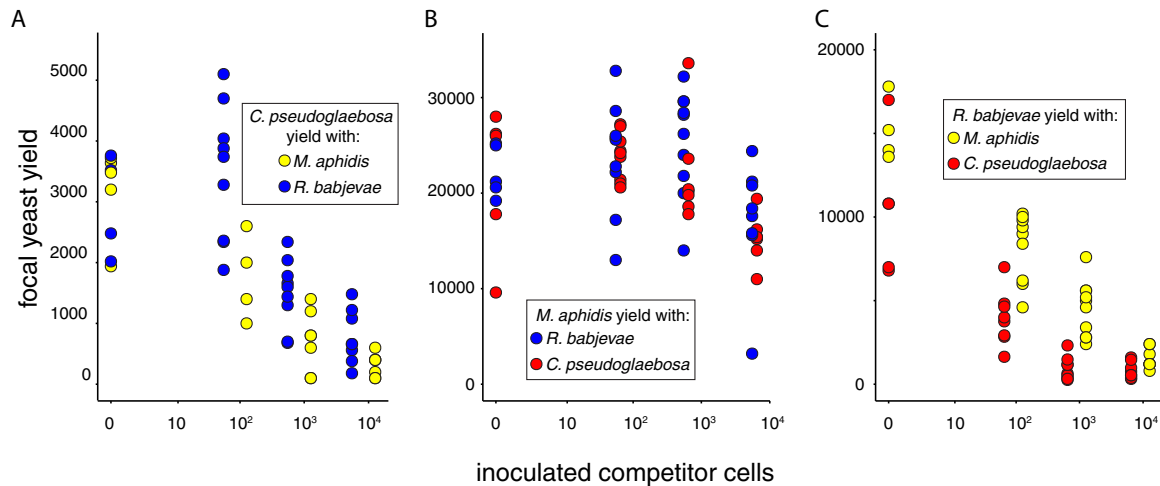 A
B
C
focal yeast yield
5000
4000
3000
2000
1000
0
C. pseudoglaebosa
yield with:
M. aphidis
R. babjevae
0
10
10²
10³
10⁴
30000
20000
10000
0
M. aphidis yield with:
R. babjevae
C. pseudoglaebosa
0
10
10²
10³
10⁴
20000
10000
0
R. babjevae yield with:
M. aphidis
C. pseudoglaebosa
0
10
10²
10³
10⁴
inoculated competitor cells